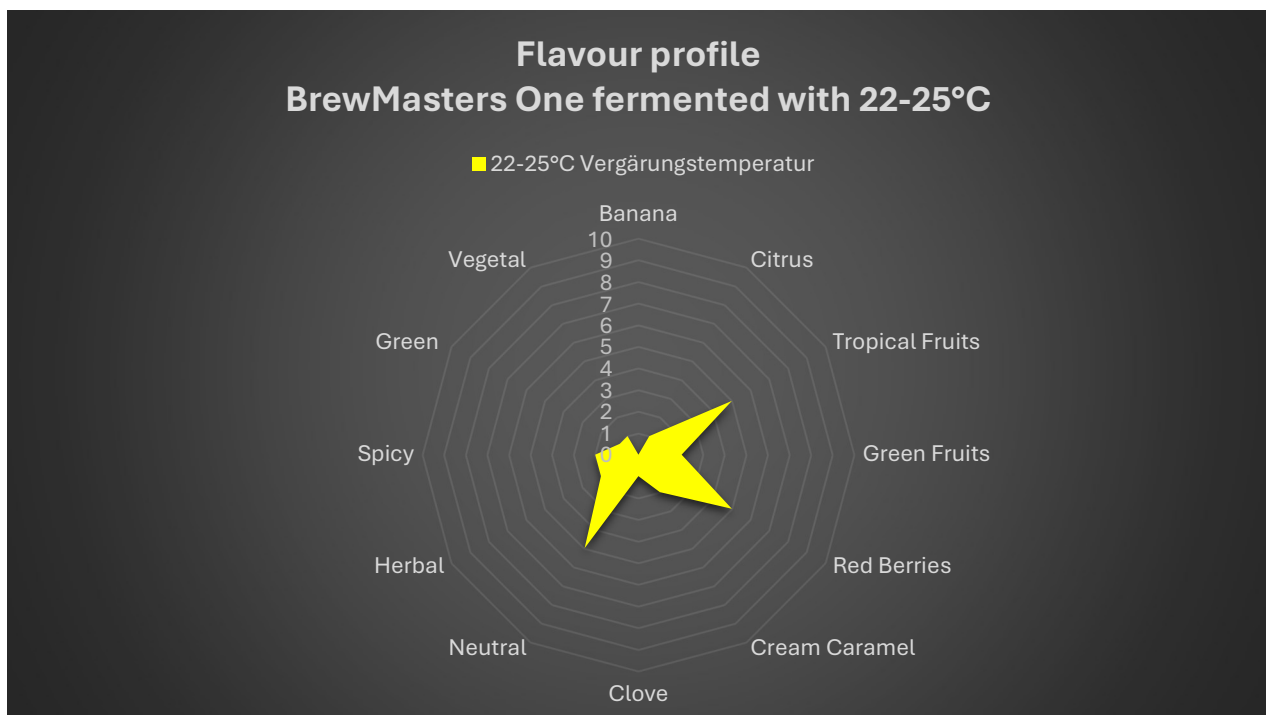 Flavour profile
BrewMasters One fermented with 22-25°C
22-25°C Vergärungstemperatur
Banana
Citrus
Tropical Fruits
Green Fruits
Red Berries
Cream Caramel
Clove
Neutral
Herbal
Spicy
Green
Vegetal
10
9
8
7
6
5
4
3
2
1
0